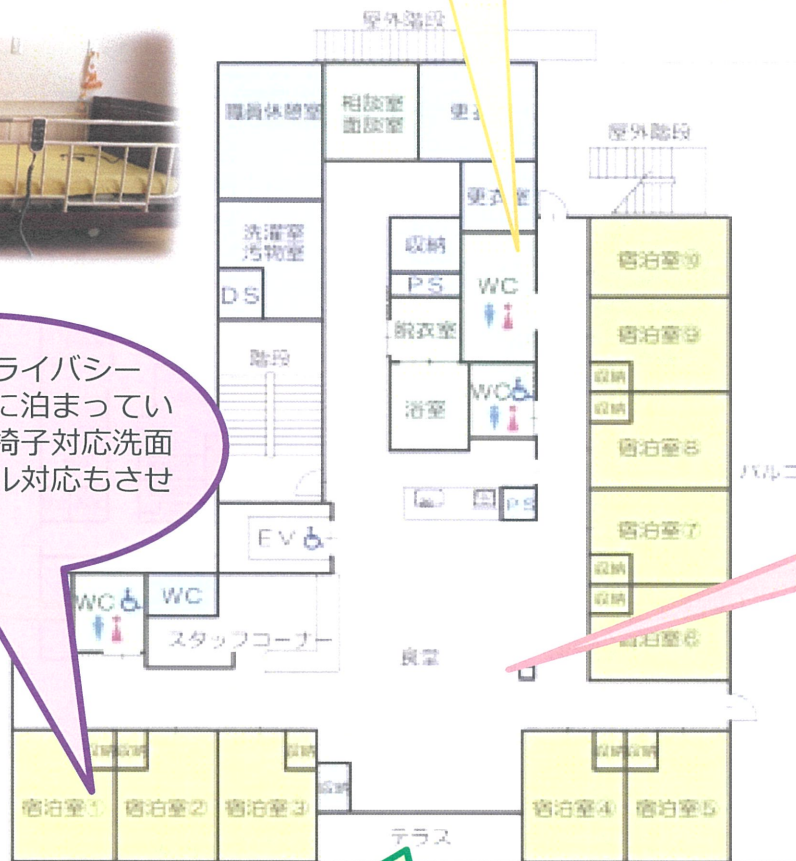 屋外階段
職員休憩室
相談室
面談室
更衣
屋外階段
更衣室
洗濯室
汚物室
収納
PS
WC
宿泊室⑩
DS
脱衣室
宿泊室⑨
階段
収納
収納
浴室
WC
宿泊室⑧
ライバシー
に泊まってい
椅子対応洗面
ル対応もさせ
バルコ
PS
宿泊室⑦
EV
収納
収納
WC
WC
スタッフコーナー
食堂
宿泊室⑥
収納
収納
収納
収納
収納
収納
宿泊室①
宿泊室②
宿泊室③
宿泊室④
宿泊室⑤
テラス